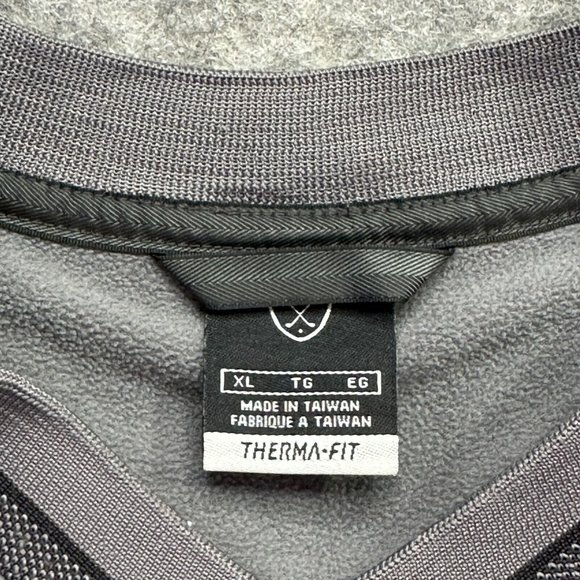 XL TG EG
MADE IN TAIWAN
FABRIQUE A TAIWAN
THERMA-FIT